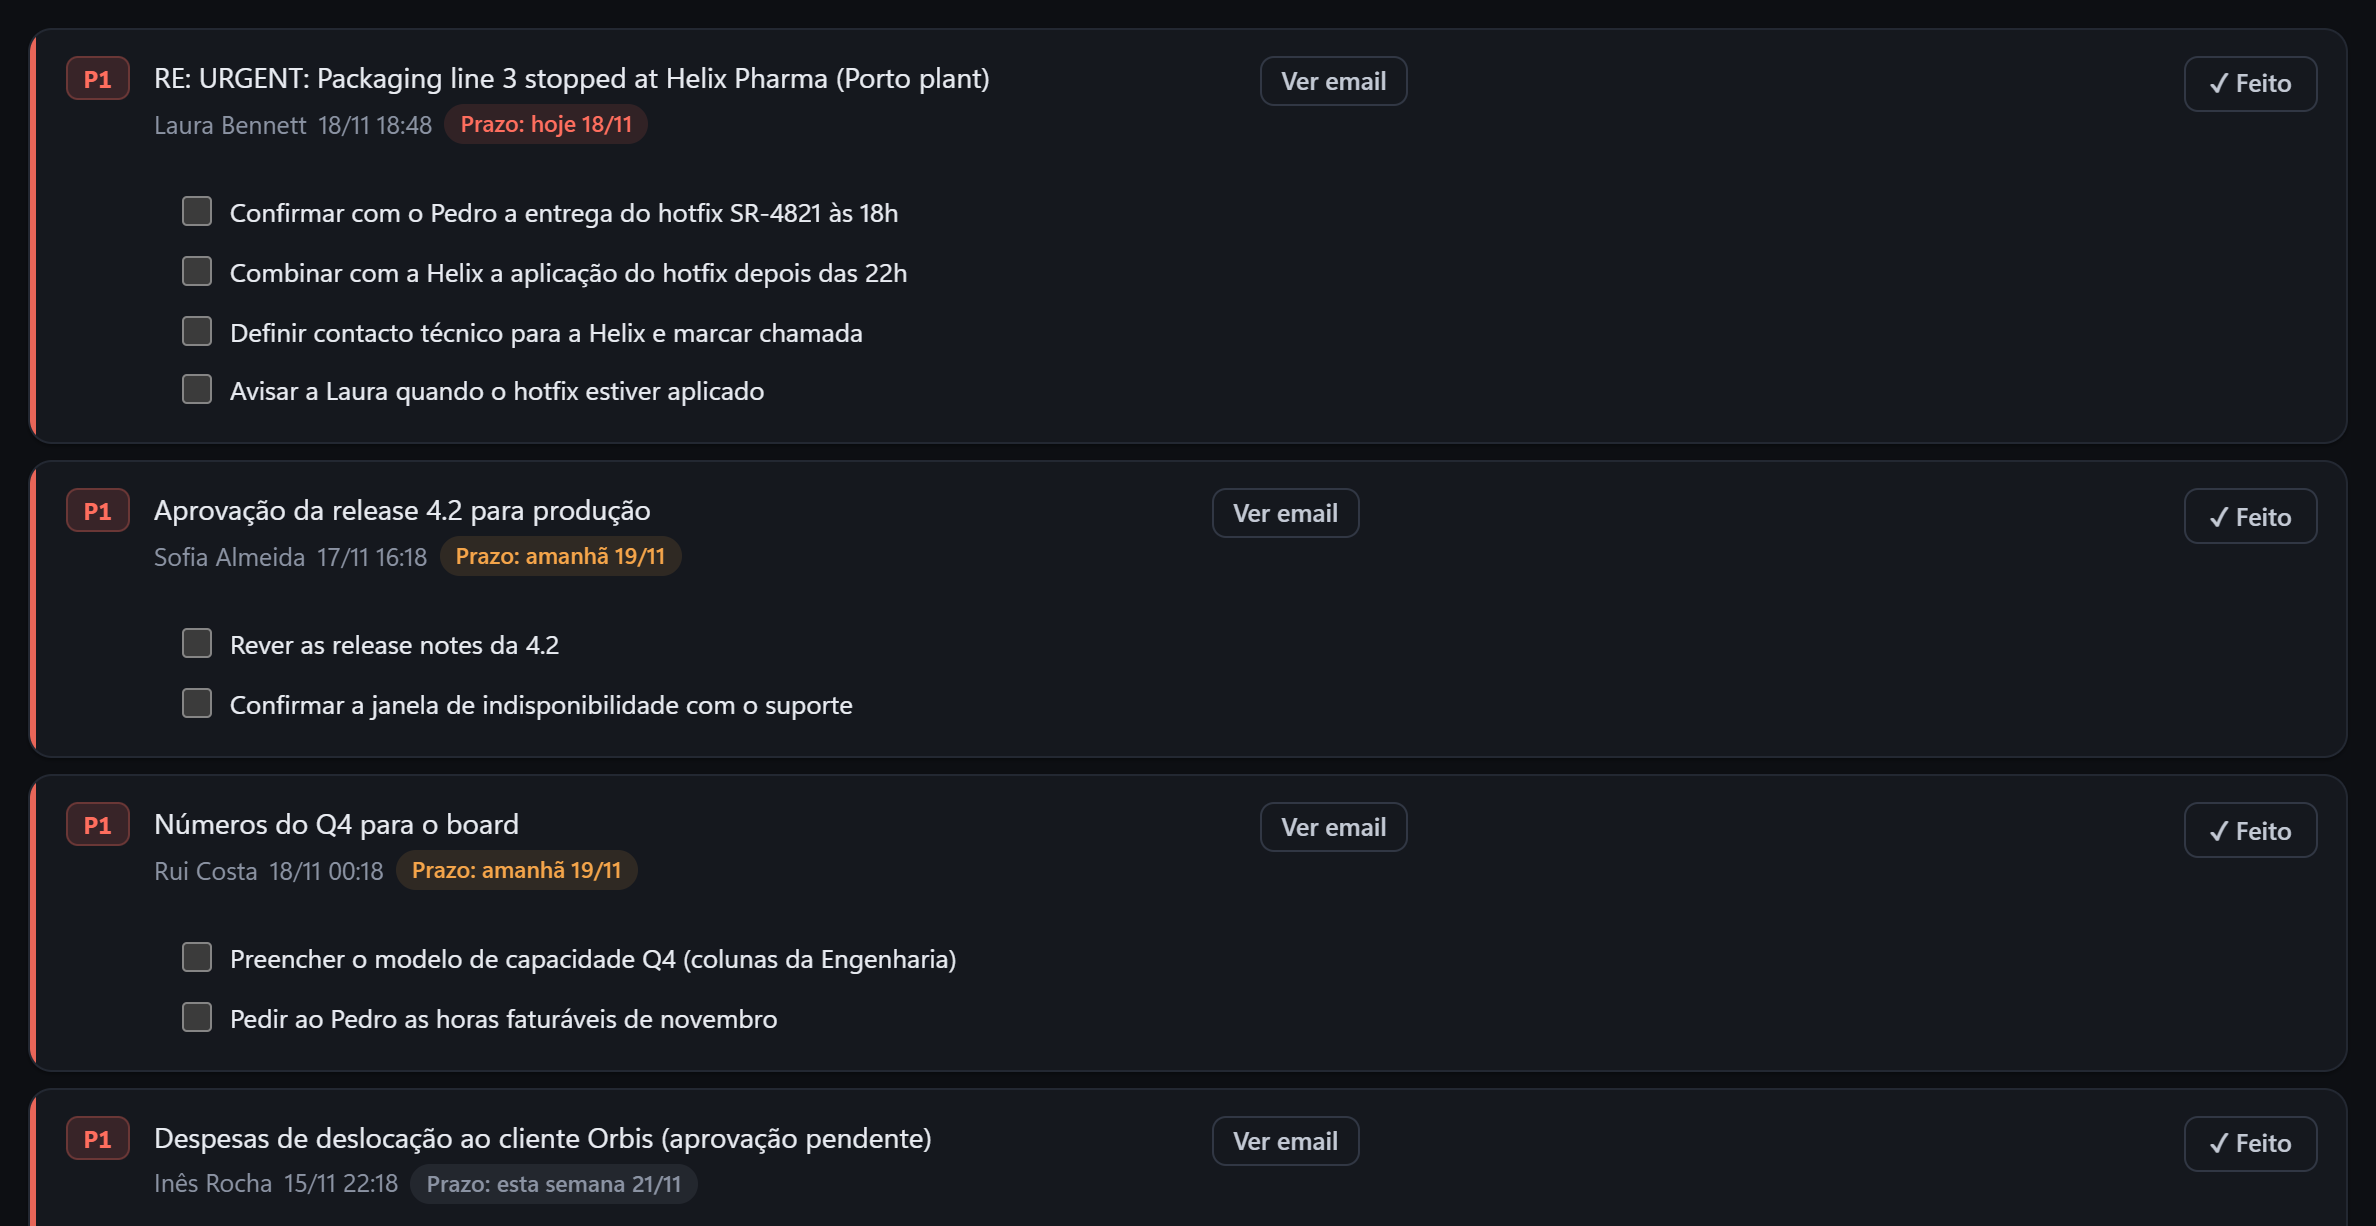 P1 RE: URGENT: Packaging line 3 stopped at Helix Pharma (Porto plant) Ver email ✓ Feito
Laura Bennett 18/11 18:48 Prazo: hoje 18/11
Confirmar com o Pedro a entrega do hotfix SR-4821 às 18h
Combinar com a Helix a aplicação do hotfix depois das 22h
Definir contacto técnico para a Helix e marcar chamada
Avisar a Laura quando o hotfix estiver aplicado
P1 Aprovação da release 4.2 para produção Ver email ✓ Feito
Sofia Almeida 17/11 16:18 Prazo: amanhã 19/11
Rever as release notes da 4.2
Confirmar a janela de indisponibilidade com o suporte
P1 Números do Q4 para o board Ver email ✓ Feito
Rui Costa 18/11 00:18 Prazo: amanhã 19/11
Preencher o modelo de capacidade Q4 (colunas da Engenharia)
Pedir ao Pedro as horas faturáveis de novembro
P1 Despesas de deslocação ao cliente Orbis (aprovação pendente) Ver email ✓ Feito
Inês Rocha 15/11 22:18 Prazo: esta semana 21/11